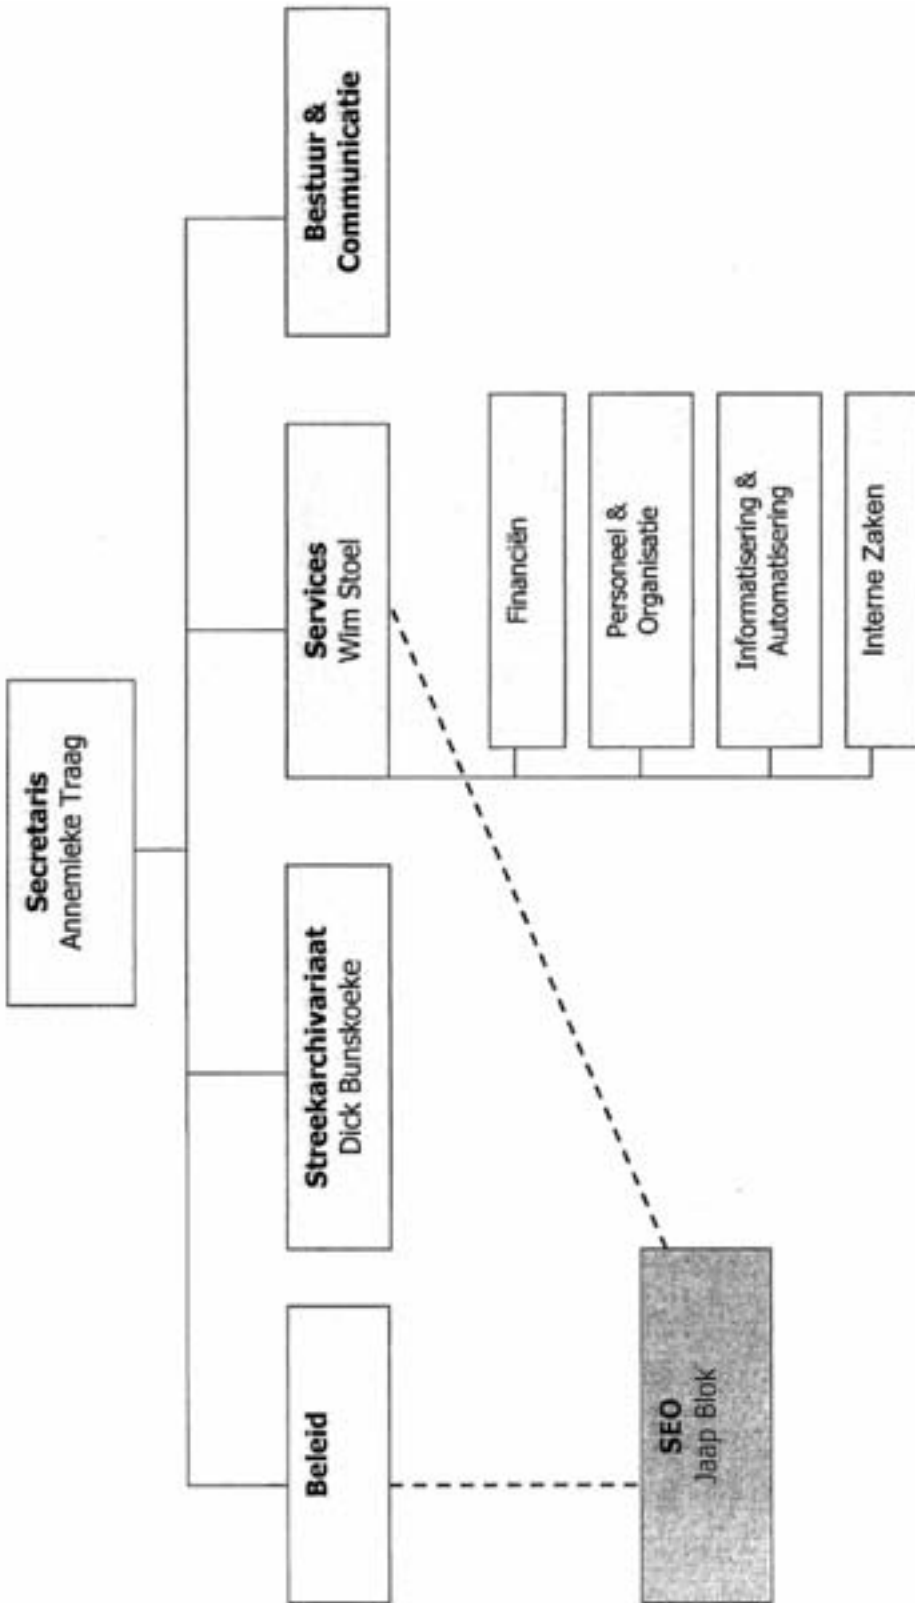 Secretaris
Annemieke Traag
Beleid
Streekarchivariaat
Dick Bunskoeke
Services
Wim Stoel
Bestuur &
Communicatie
Financiën
Personeel &
Organisatie
Informatisering &
Automatisering
Interne Zaken
SEO
Jaap Blok